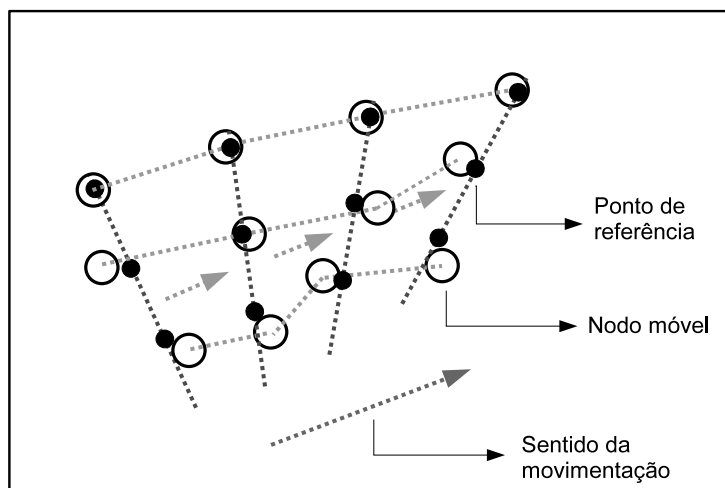 Ponto de
referência
Nodo móvel
Sentido da
movimentação